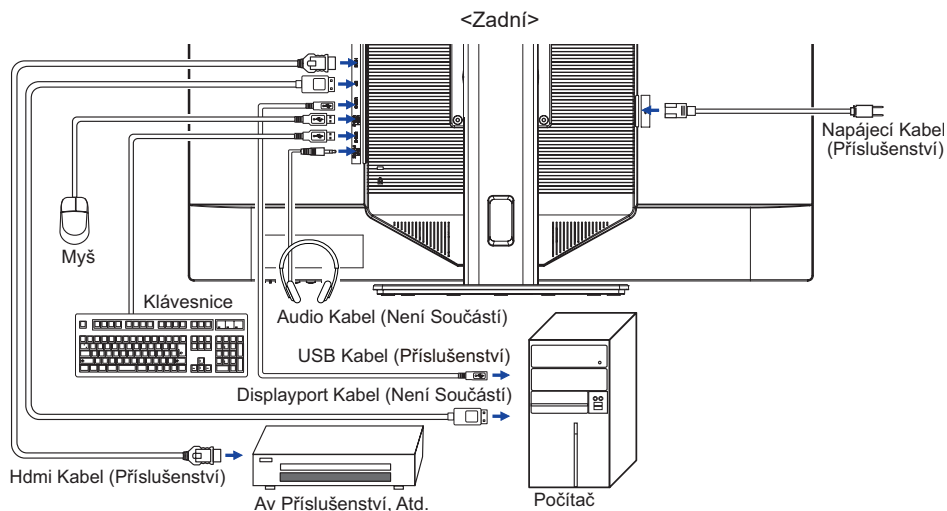 <Zadní>
Napájecí Kabel
(Příslušenství)
Myš
Klávesnice
Audio Kabel (Není Součástí)
USB Kabel (Příslušenství)
Displayport Kabel (Není Součástí)
Hdmi Kabel (Příslušenství)
Av Příslušenství, Atd.
Počítač